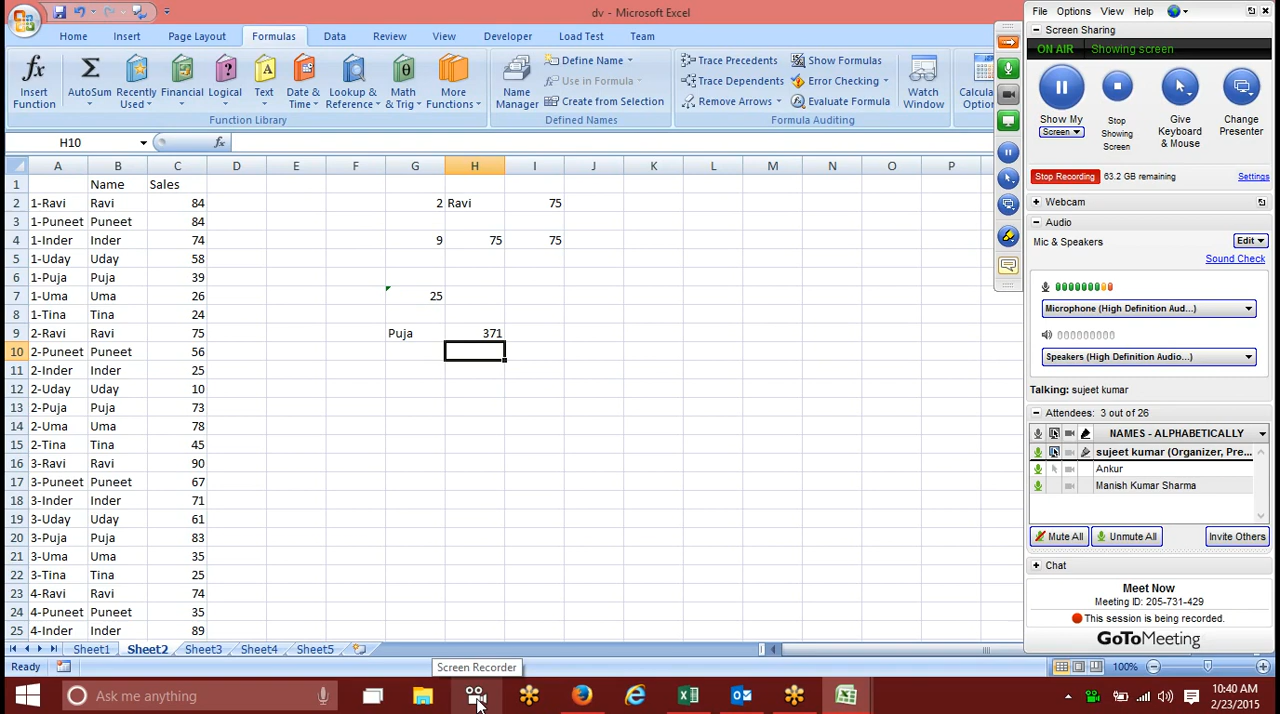 dv - Microsoft Excel
Home Insert Page Layout Formulas Data Review View Developer Load Test Team
Insert Function
AutoSum
Recently Used
Financial
Logical
Text
Lookup & Reference
Math & Trig
More Functions
Function Library
Name Manager
Define Name
Use in Formula
Create from Selection
Defined Names
Trace Precedents
Trace Dependents
Remove Arrows
Show Formulas
Error Checking
Evaluate Formula
Formula Auditing
Watch Window
Calcula
Optio
H10 fx
A B C D E F G H I J K L M N O P
1 Name Sales
2 1-Ravi Ravi 84 2 Ravi 75
3 1-Puneet Puneet 84
4 1-Inder Inder 74 9 75 75
5 1-Uday Uday 58
6 1-Puja Puja 39
7 1-Uma Uma 26 25
8 1-Tina Tina 24
9 2-Ravi Ravi 75 Puja 371
10 2-Puneet Puneet 56
11 2-Inder Inder 25
12 2-Uday Uday 10
13 2-Puja Puja 73
14 2-Uma Uma 78
15 2-Tina Tina 45
16 3-Ravi Ravi 90
17 3-Puneet Puneet 67
18 3-Inder Inder 71
19 3-Uday Uday 61
20 3-Puja Puja 83
21 3-Uma Uma 35
22 3-Tina Tina 25
23 4-Ravi Ravi 74
24 4-Puneet Puneet 35
25 4-Inder Inder 89
Sheet1 Sheet2 Sheet3 Sheet4 Sheet5
Ready
100%
Screen Recorder
Ask me anything
10:40 AM
2/23/2015
File Options View Help
Screen Sharing
ON AIR Showing screen
Show My
Screen
Stop Showing Screen
Give Keyboard & Mouse
Change Presenter
Stop Recording 63.2 GB remaining Settings
Webcam
Audio
Mic & Speakers Edit
Sound Check
Microphone (High Definition Aud...)
Speakers (High Definition Audio...)
Talking: sujeet kumar
Attendees: 3 out of 26
NAMES - ALPHABETICALLY
sujeet kumar (Organizer, Pre...
Ankur
Manish Kumar Sharma
Mute All Unmute All Invite Others
Chat
Meet Now
Meeting ID: 205-731-429
This session is being recorded.
GoToMeeting